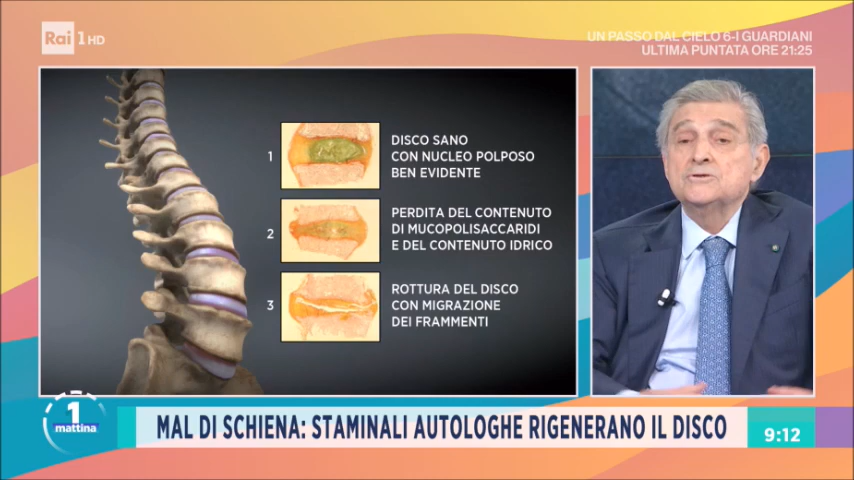 Rai 1 HD
UN PASSO DAL CIELO 6-I GUARDIANI
ULTIMA PUNTATA ORE 21:25
1
DISCO SANO
CON NUCLEO POLPOSO
BEN EVIDENTE
2
PERDITA DEL CONTENUTO
DI MUCOPOLISACCARIDI
E DEL CONTENUTO IDRICO
3
ROTTURA DEL DISCO
CON MIGRAZIONE
DEI FRAMMENTI
1
mattina
MAL DI SCHIENA: STAMINALI AUTOLOGHE RIGENERANO IL DISCO
9:12